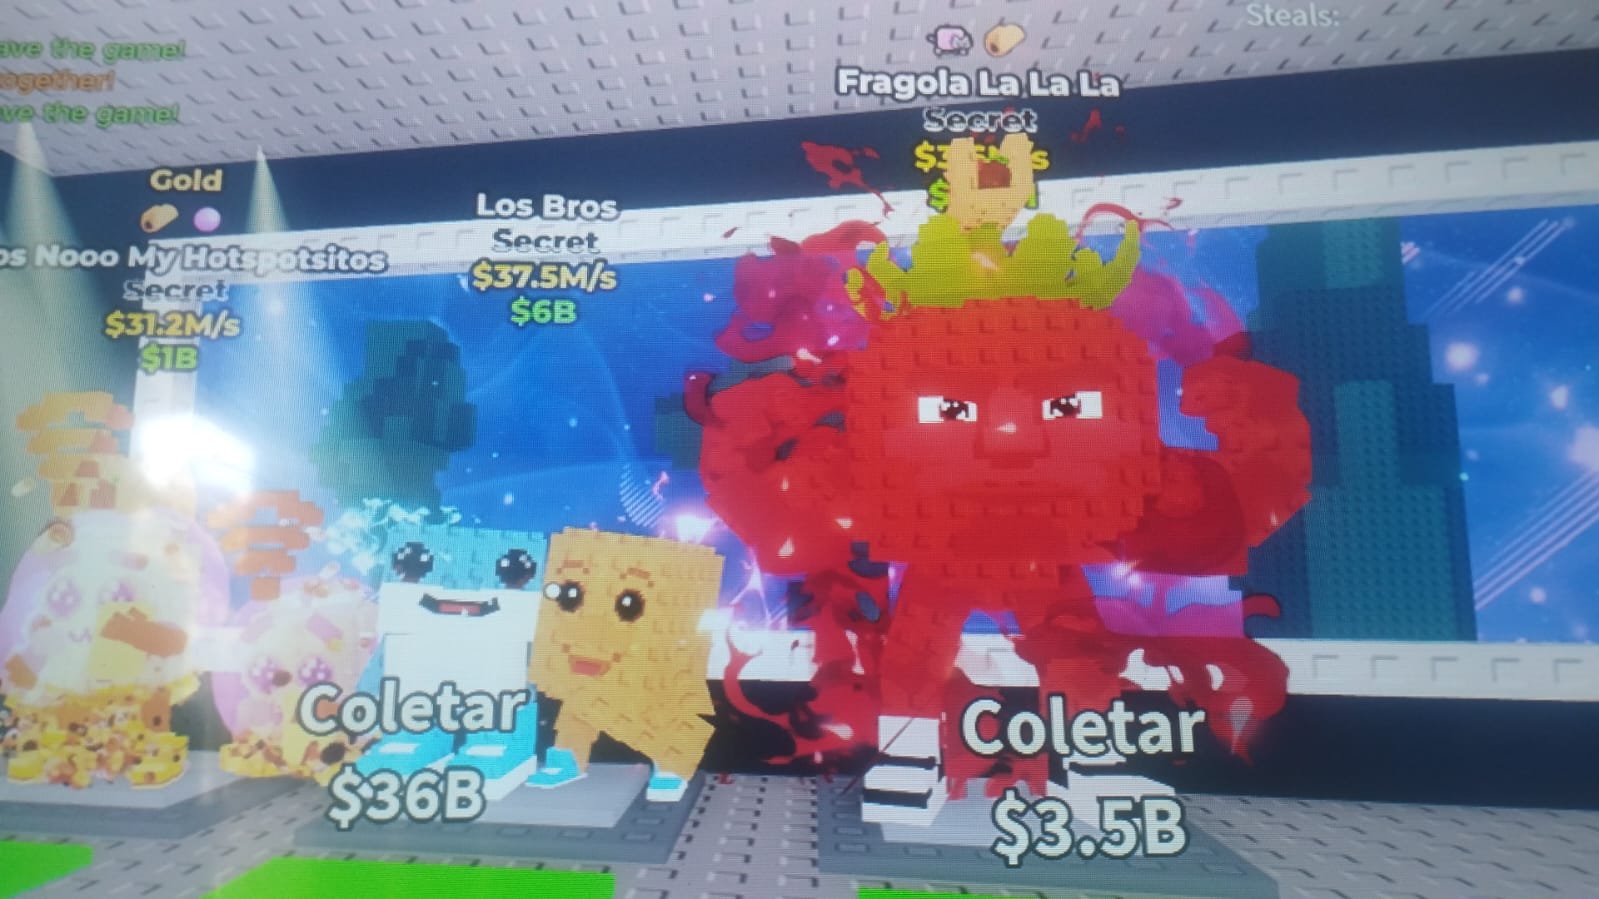 Steals:
ave the game!
ogether!
ve the game!
Fragola La La La
Secret
Gold
os Nooo My Hotspotsitos
Secret
$31.2M/s
$1B
Los Bros
Secret
$37.5M/s
$6B
Coletar
$36B
Coletar
$3.5B